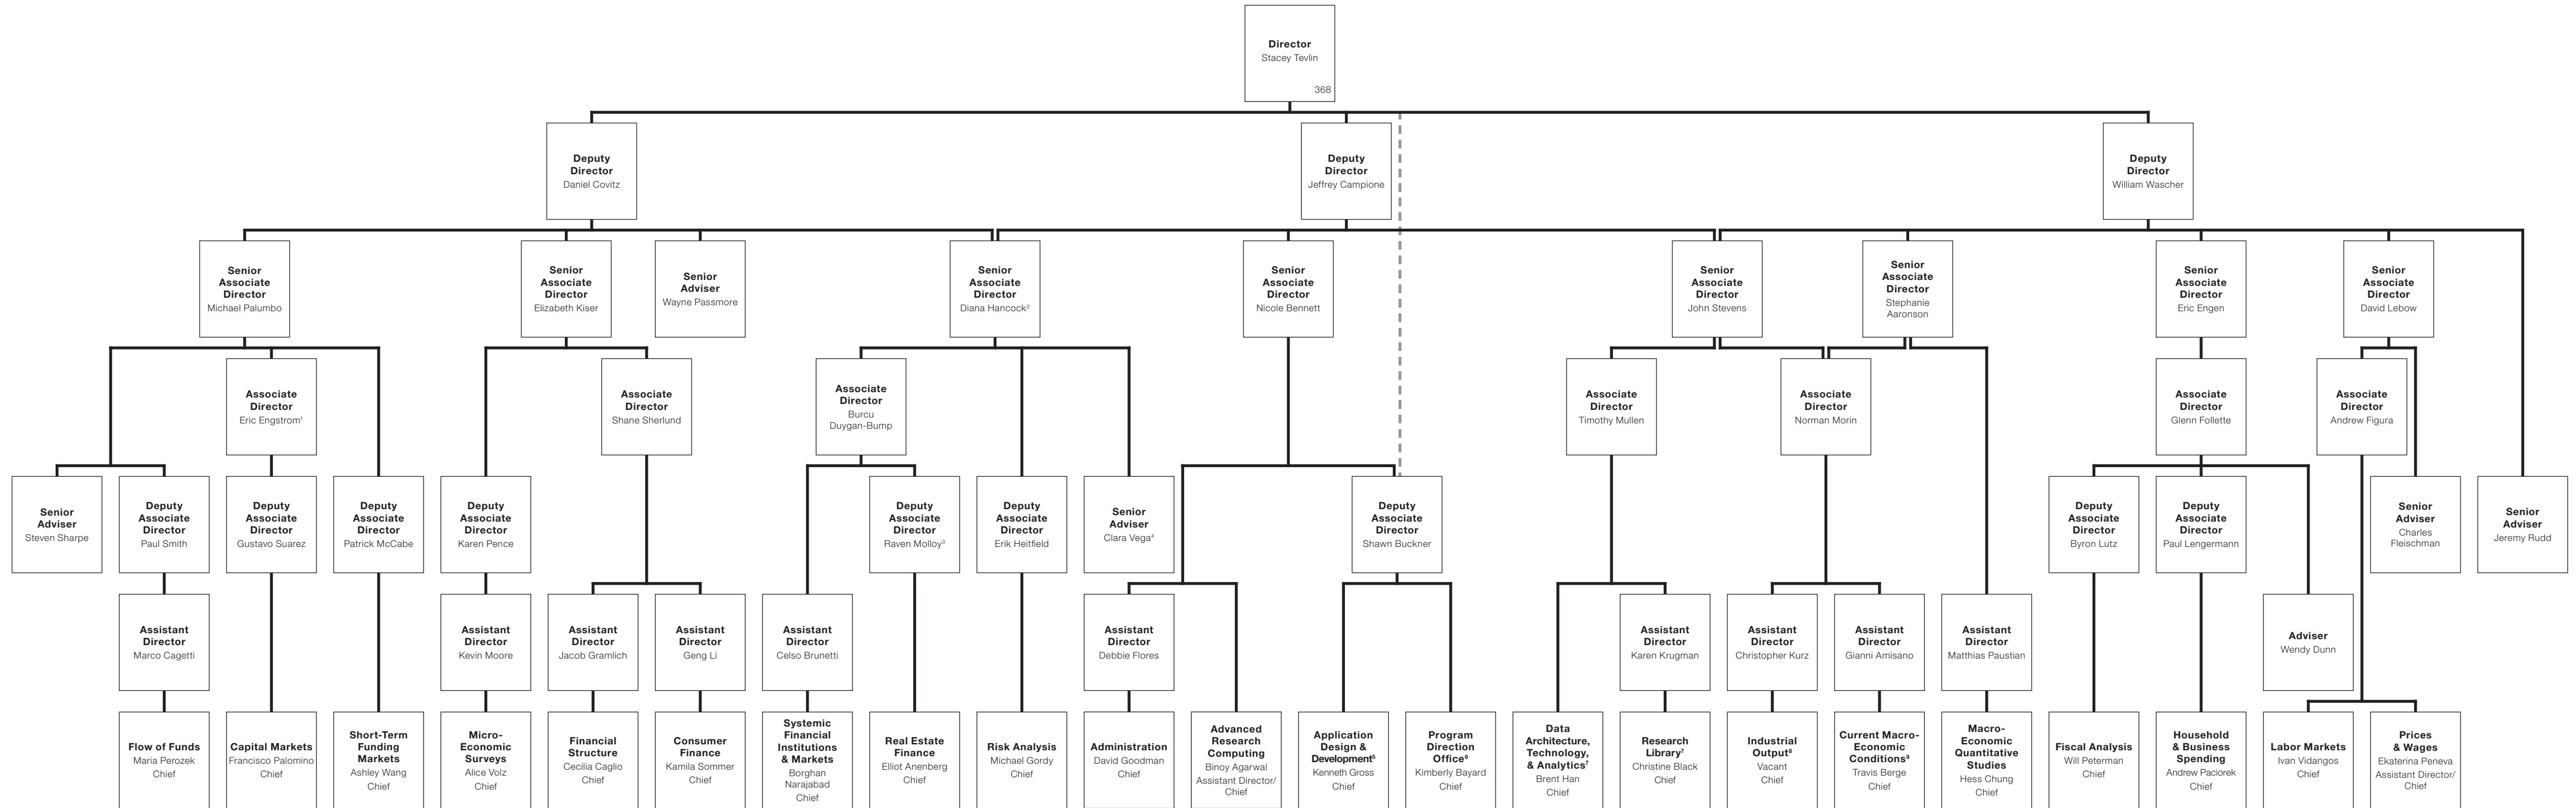 Director
Stacey Tevlin
368
Deputy
Director
Daniel Covitz
Deputy
Director
Jeffrey Campione
Deputy
Director
William Wascher
Senior
Associate
Director
Michael Palumbo
Senior
Associate
Director
Elizabeth Kiser
Senior
Adviser
Wayne Passmore
Senior
Associate
Director
Diana Hancock²
Senior
Associate
Director
Nicole Bennett
Senior
Associate
Director
John Stevens
Senior
Associate
Director
Stephanie
Aaronson
Senior
Associate
Director
Eric Engen
Senior
Associate
Director
David Lebow
Associate
Director
Eric Engstrom¹
Associate
Director
Shane Sherlund
Associate
Director
Burcu
Duygan-Bump
Associate
Director
Timothy Mullen
Associate
Director
Norman Morin
Associate
Director
Glenn Follette
Associate
Director
Andrew Figura
Senior
Adviser
Steven Sharpe
Deputy
Associate
Director
Paul Smith
Deputy
Associate
Director
Gustavo Suarez
Deputy
Associate
Director
Patrick McCabe
Deputy
Associate
Director
Karen Pence
Deputy
Associate
Director
Raven Molloy³
Deputy
Associate
Director
Erik Heitfield
Senior
Adviser
Clara Vega⁴
Deputy
Associate
Director
Shawn Buckner
Deputy
Associate
Director
Byron Lutz
Deputy
Associate
Director
Paul Lengermann
Senior
Adviser
Charles
Fleischman
Senior
Adviser
Jeremy Rudd
Assistant
Director
Marco Cagetti
Assistant
Director
Kevin Moore
Assistant
Director
Jacob Gramlich
Assistant
Director
Geng Li
Assistant
Director
Celso Brunetti
Assistant
Director
Debbie Flores
Assistant
Director
Karen Krugman
Assistant
Director
Christopher Kurz
Assistant
Director
Gianni Amisano
Assistant
Director
Matthias Paustian
Adviser
Wendy Dunn
Flow of Funds
Maria Perozek
Chief
Capital Markets
Francisco Palomino
Chief
Short-Term
Funding
Markets
Ashley Wang
Chief
Micro-
Economic
Surveys
Alice Volz
Chief
Financial
Structure
Cecilia Caglio
Chief
Consumer
Finance
Kamila Sommer
Chief
Systemic
Financial
Institutions
& Markets
Borghan
Narajabad
Chief
Real Estate
Finance
Elliot Anenberg
Chief
Risk Analysis
Michael Gordy
Chief
Administration
David Goodman
Chief
Advanced
Research
Computing
Binoy Agarwal
Assistant Director/
Chief
Application
Design &
Development⁵
Kenneth Gross
Chief
Program
Direction
Office⁶
Kimberly Bayard
Chief
Data
Architecture,
Technology,
& Analytics⁷
Brent Han
Chief
Research
Library⁷
Christine Black
Chief
Industrial
Output⁸
Vacant
Chief
Current Macro-
Economic
Conditions⁹
Travis Berge
Chief
Macro-
Economic
Quantitative
Studies
Hess Chung
Chief
Fiscal Analysis
Will Peterman
Chief
Household
& Business
Spending
Andrew Paciorek
Chief
Labor Markets
Ivan Vidangos
Chief
Prices
& Wages
Ekaterina Peneva
Assistant Director/
Chief